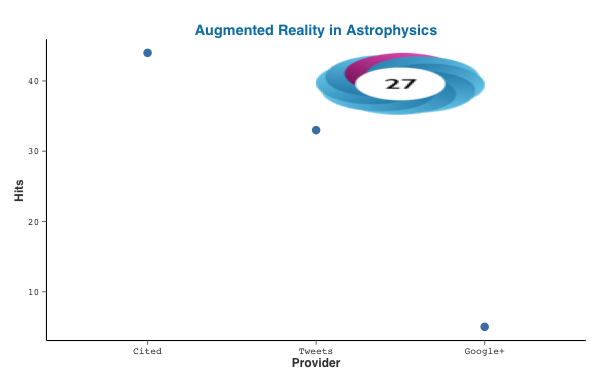 Augmented Reality in Astrophysics
27
Hits
40
30
20
10
Cited
Tweets
Google+
Provider